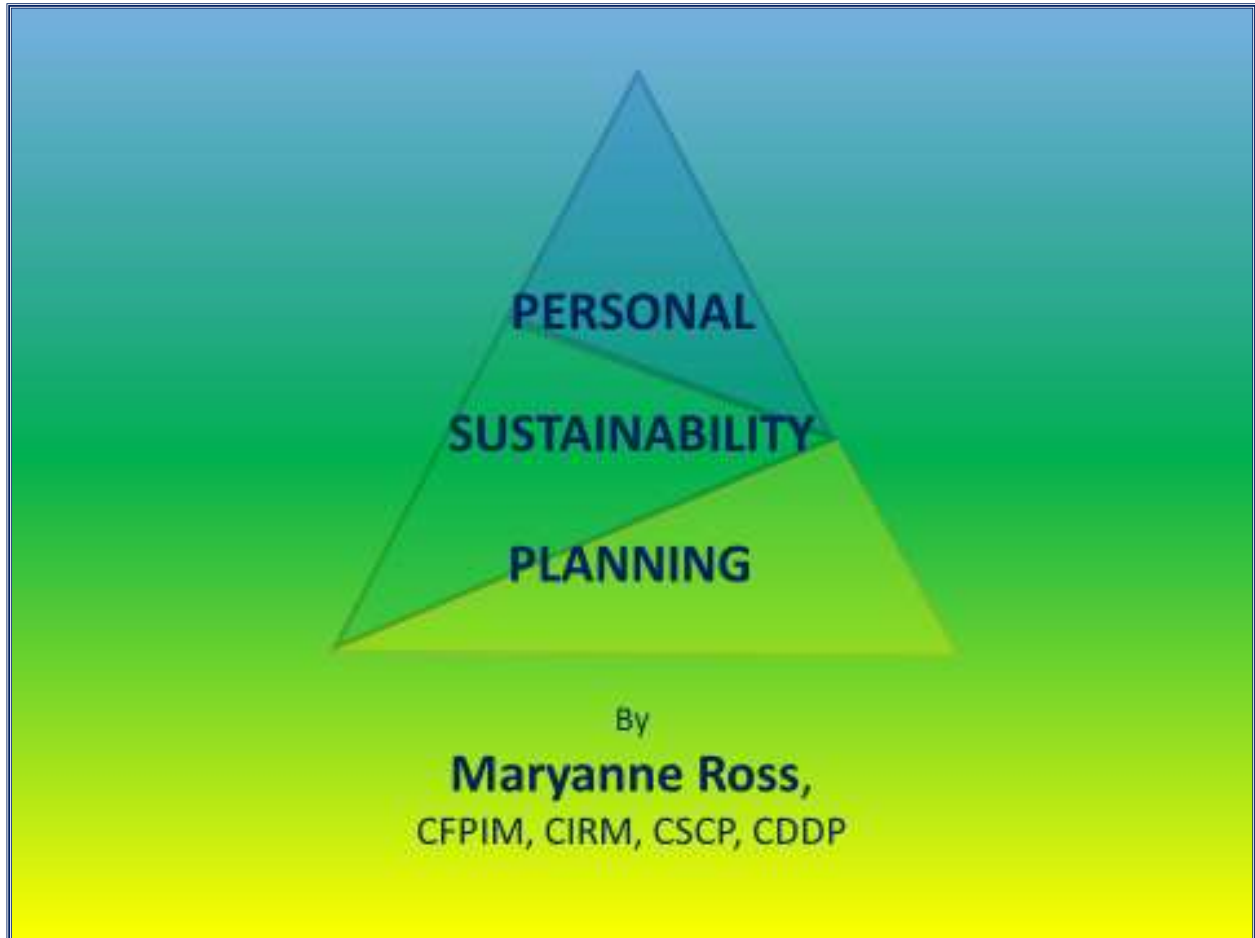 PERSONAL
SUSTAINABILITY
PLANNING
By
Maryanne Ross,
CFPIM, CIRM, CSCP, CDDP